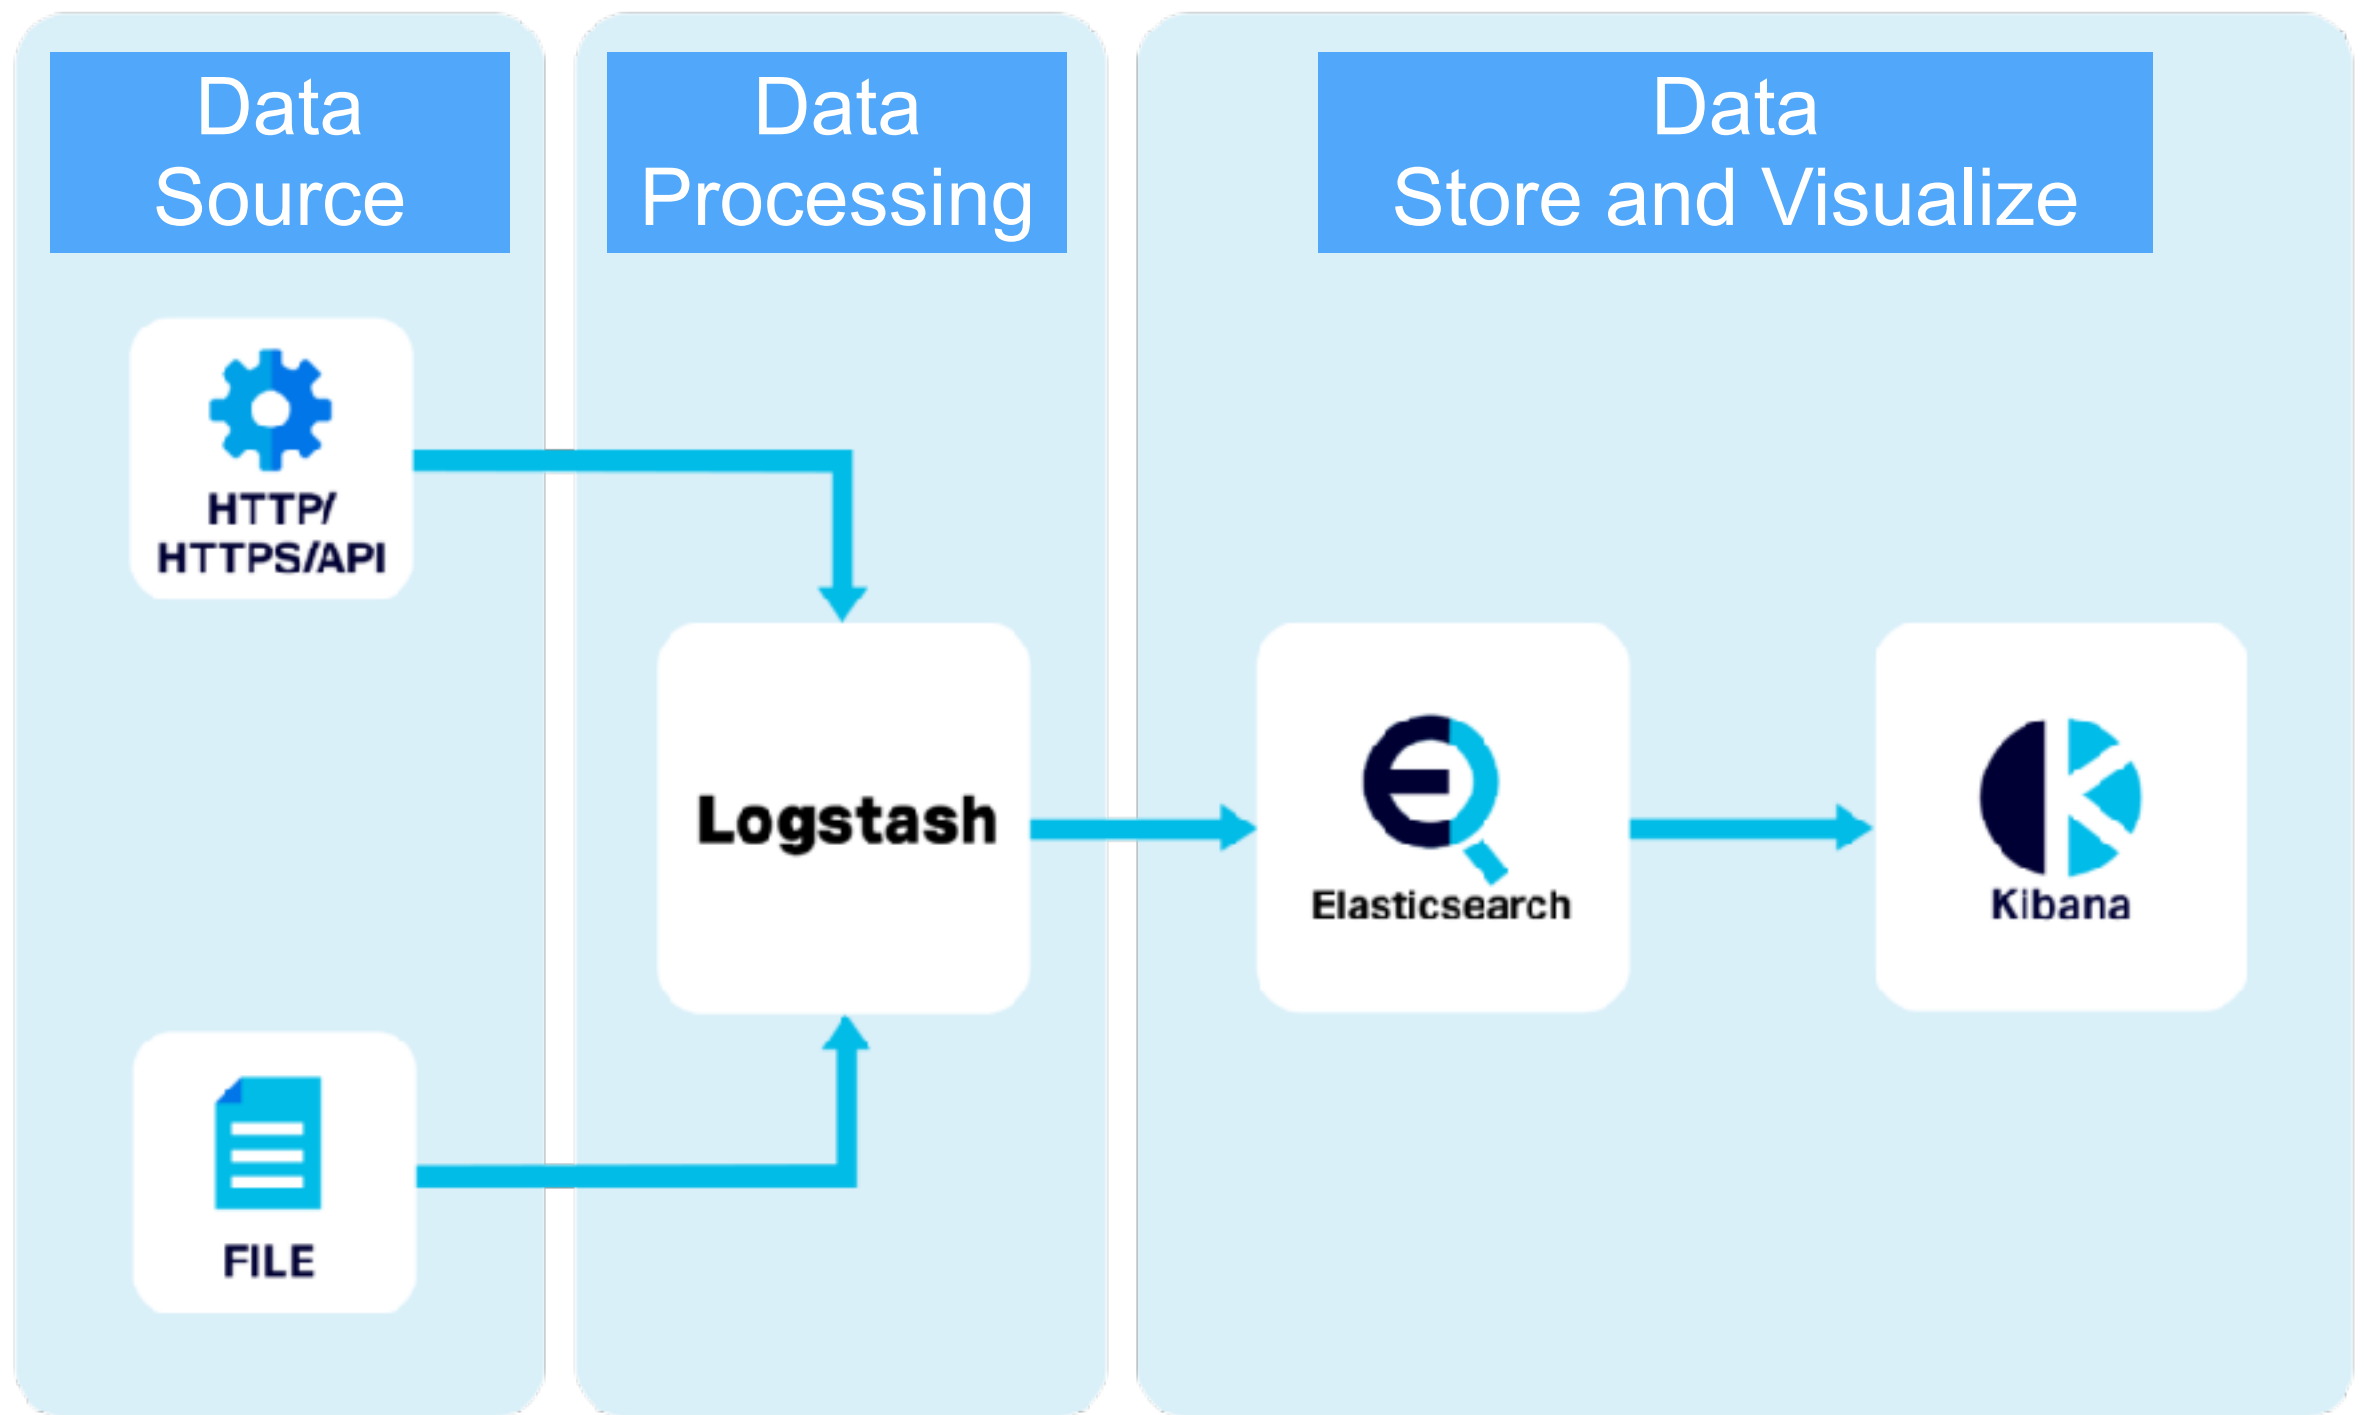 Data
Source
Data
Processing
Data
Store and Visualize
HTTP/
HTTPS/API
Logstash
Elasticsearch
Kibana
FILE